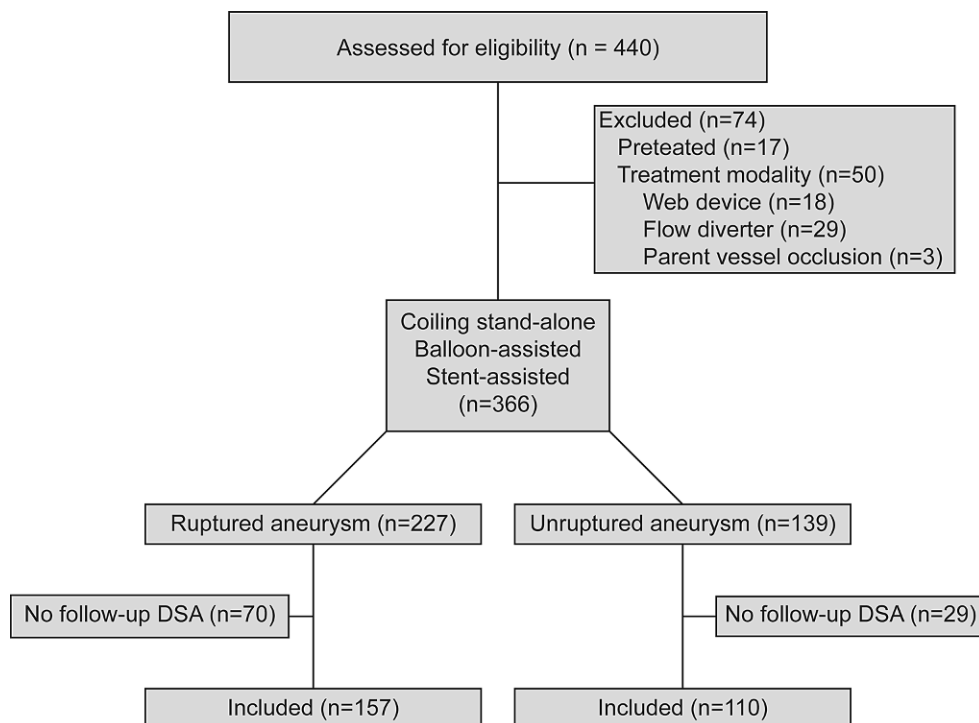 Assessed for eligibility (n = 440)
Excluded (n=74)
Preteated (n=17)
Treatment modality (n=50)
Web device (n=18)
Flow diverter (n=29)
Parent vessel occlusion (n=3)
Coiling stand-alone
Balloon-assisted
Stent-assisted
(n=366)
Ruptured aneurysm (n=227)
Unruptured aneurysm (n=139)
No follow-up DSA (n=70)
No follow-up DSA (n=29)
Included (n=157)
Included (n=110)